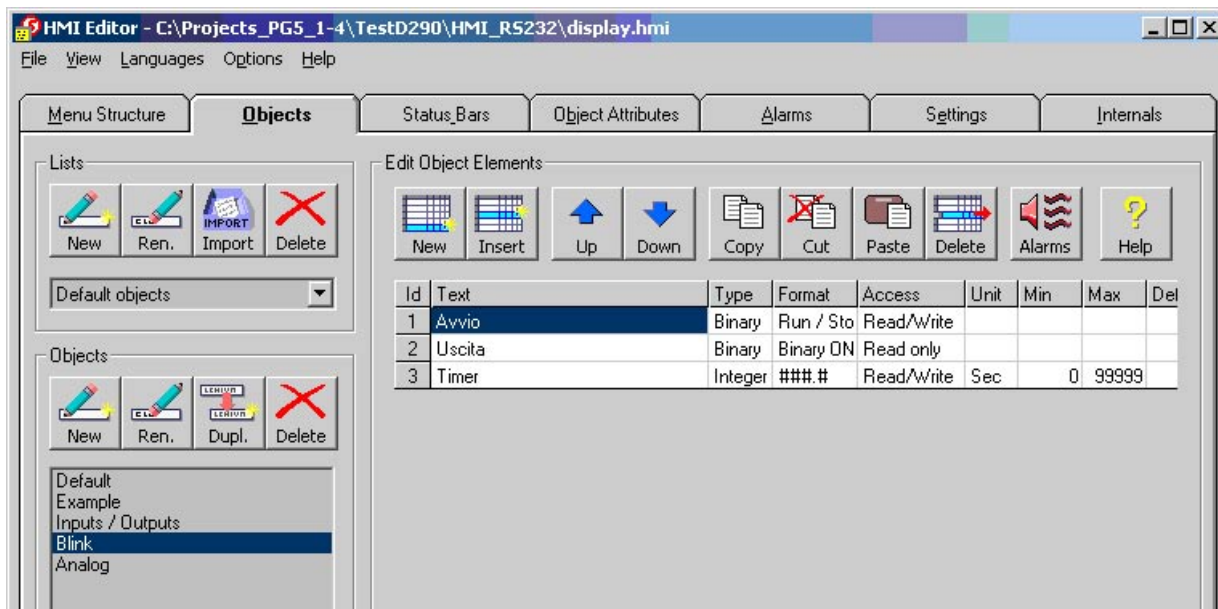 HMI Editor - C:\Projects_PG5_1-4\TestD290\HMI_RS232\display.hmi
File View Languages Options Help
Menu Structure Objects Status Bars Object Attributes Alarms Settings Internals
Lists
IMPORT
New Ren. Import Delete
Default objects
Objects
New Ren. Dupl. Delete
Default
Example
Inputs / Outputs
Blink
Analog
Edit Object Elements
New Insert Up Down Copy Cut Paste Delete Alarms Help
Id Text Type Format Access Unit Min Max Del
1 Avvio Binary Run / Sto Read/Write
2 Uscita Binary Binary ON Read only
3 Timer Integer ###.# Read/Write Sec 0 99999